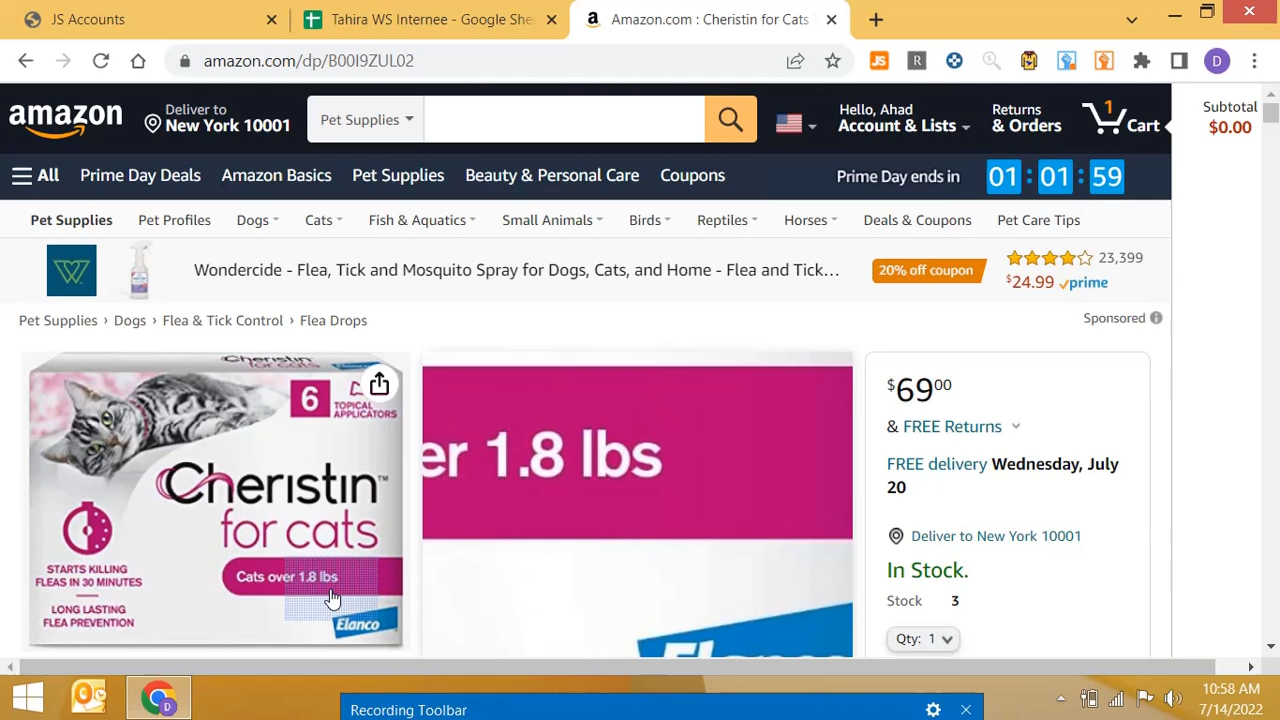 JS Accounts
Tahira WS Internee - Google She
Amazon.com : Cheristin for Cats
amazon.com/dp/B00I9ZUL02
amazon
Deliver to
New York 10001
Pet Supplies
Hello, Ahad
Account & Lists
Returns
& Orders
1
Cart
Subtotal
$0.00
All
Prime Day Deals
Amazon Basics
Pet Supplies
Beauty & Personal Care
Coupons
Prime Day ends in
01 : 01 : 59
Pet Supplies
Pet Profiles
Dogs
Cats
Fish & Aquatics
Small Animals
Birds
Reptiles
Horses
Deals & Coupons
Pet Care Tips
Wondercide - Flea, Tick and Mosquito Spray for Dogs, Cats, and Home - Flea and Tick...
20% off coupon
23,399
$24.99 prime
Pet Supplies › Dogs › Flea & Tick Control › Flea Drops
Sponsored
Cheristin
for cats
6
TOPICAL
APPLICATORS
Cheristin™
for cats
STARTS KILLING
FLEAS IN 30 MINUTES
LONG LASTING
FLEA PREVENTION
Cats over 1.8 lbs
Elanco
er 1.8 lbs
$6900
& FREE Returns
FREE delivery Wednesday, July
20
Deliver to New York 10001
In Stock.
Stock 3
Qty: 1
Recording Toolbar
10:58 AM
7/14/2022